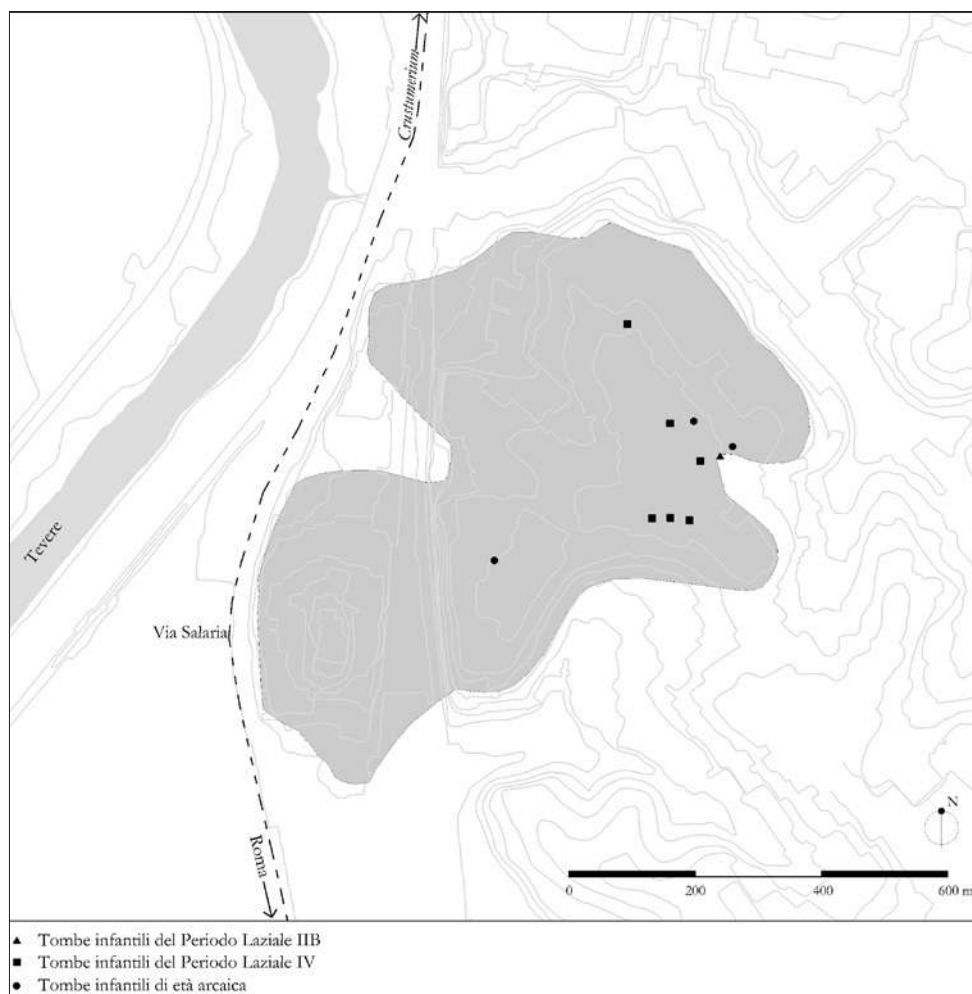 Crustumerium
Tevere
Via Salaria
Roma
N
0 200 400 600 m
Tombe infantili del Periodo Laziale IIB
Tombe infantili del Periodo Laziale IV
Tombe infantili di età arcaica